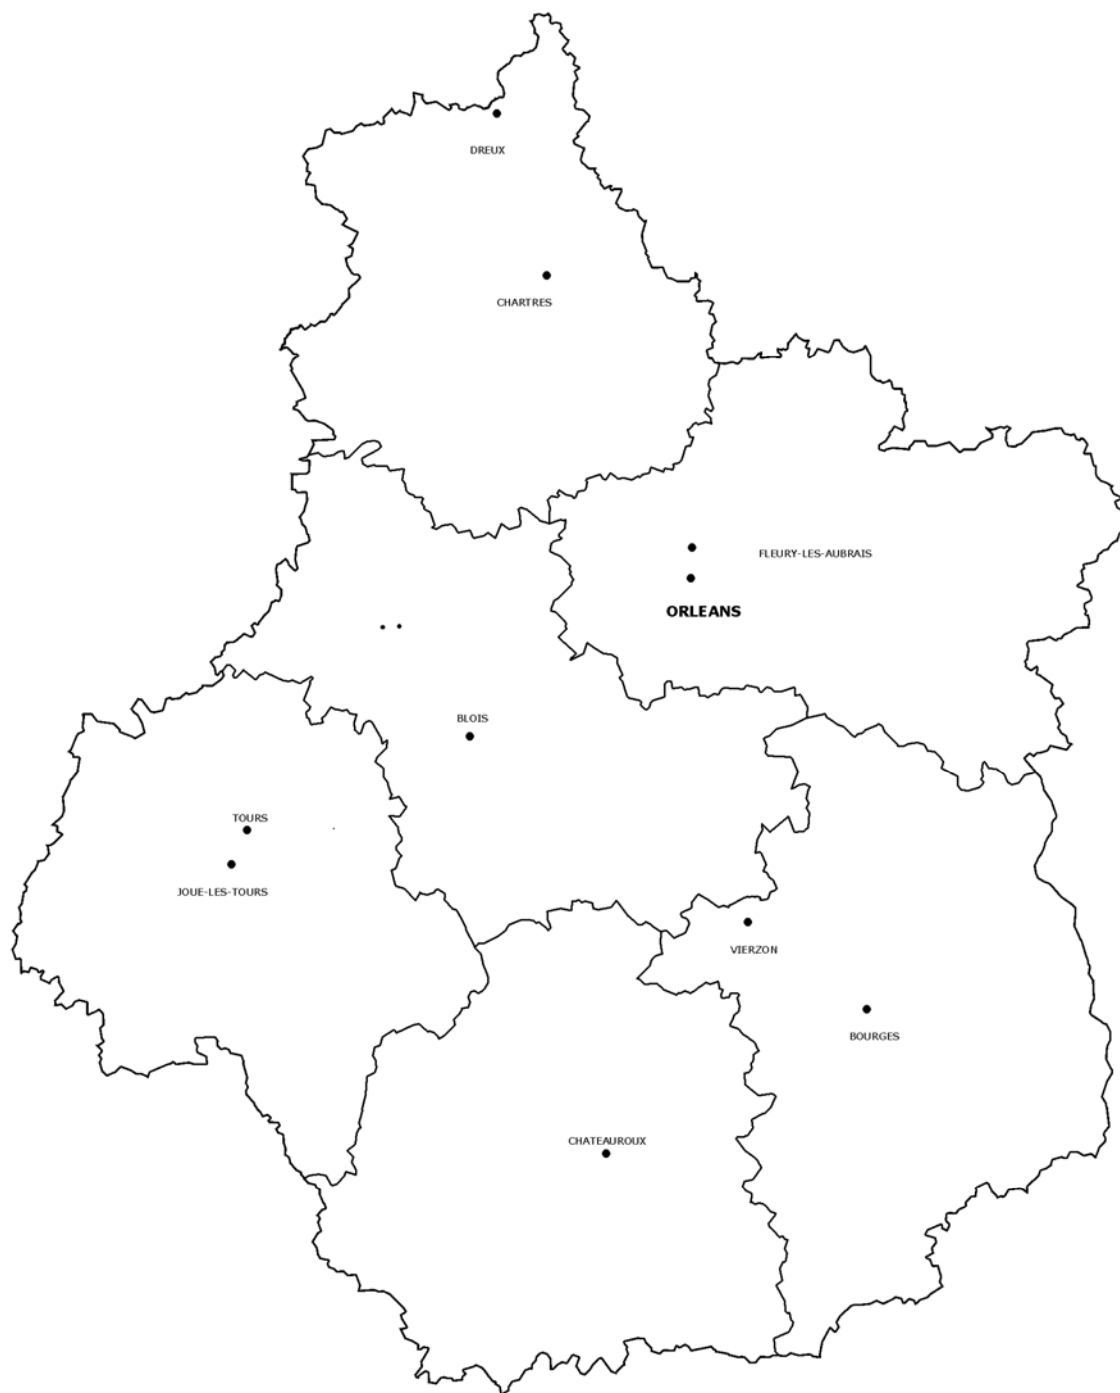 DREUX
CHARTRES
FLEURY-LES-AUBRAIS
ORLEANS
BLOIS
TOURS
JOUE-LES-TOURS
VIERZON
BOURGES
CHATEAUROUX